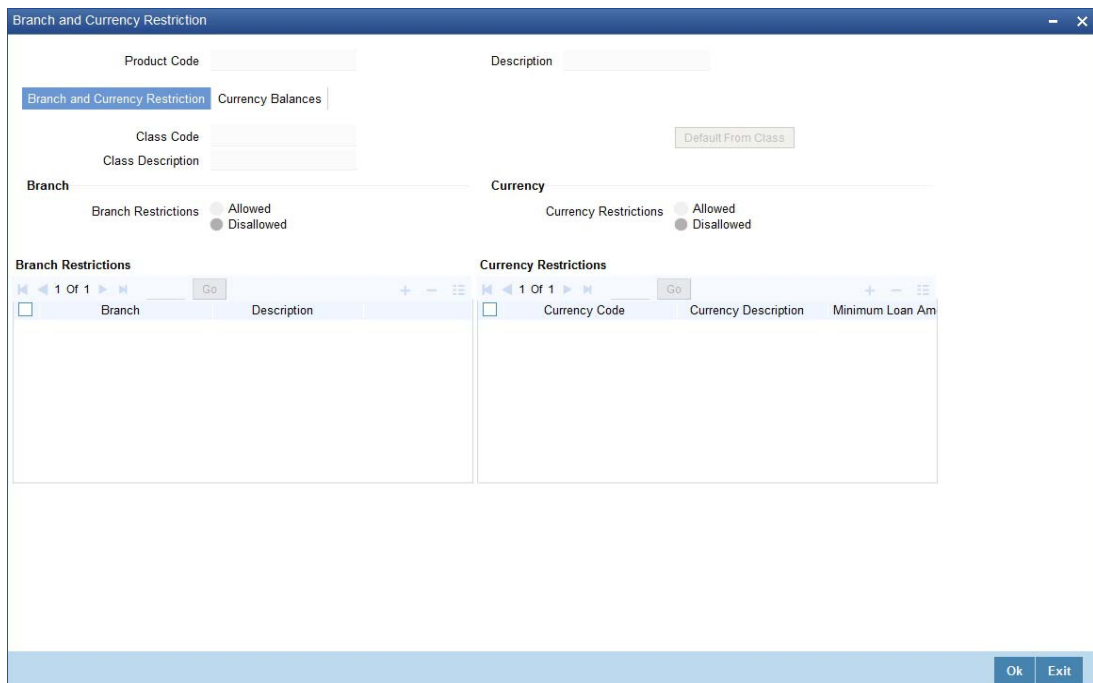 Branch and Currency Restriction
Product Code
Description
Branch and Currency Restriction
Currency Balances
Class Code
Default From Class
Class Description
Branch
Currency
Branch Restrictions
Allowed
Disallowed
Currency Restrictions
Allowed
Disallowed
Branch Restrictions
1 Of 1
Go
Branch
Description
Currency Restrictions
1 Of 1
Go
Currency Code
Currency Description
Minimum Loan Am
Ok
Exit